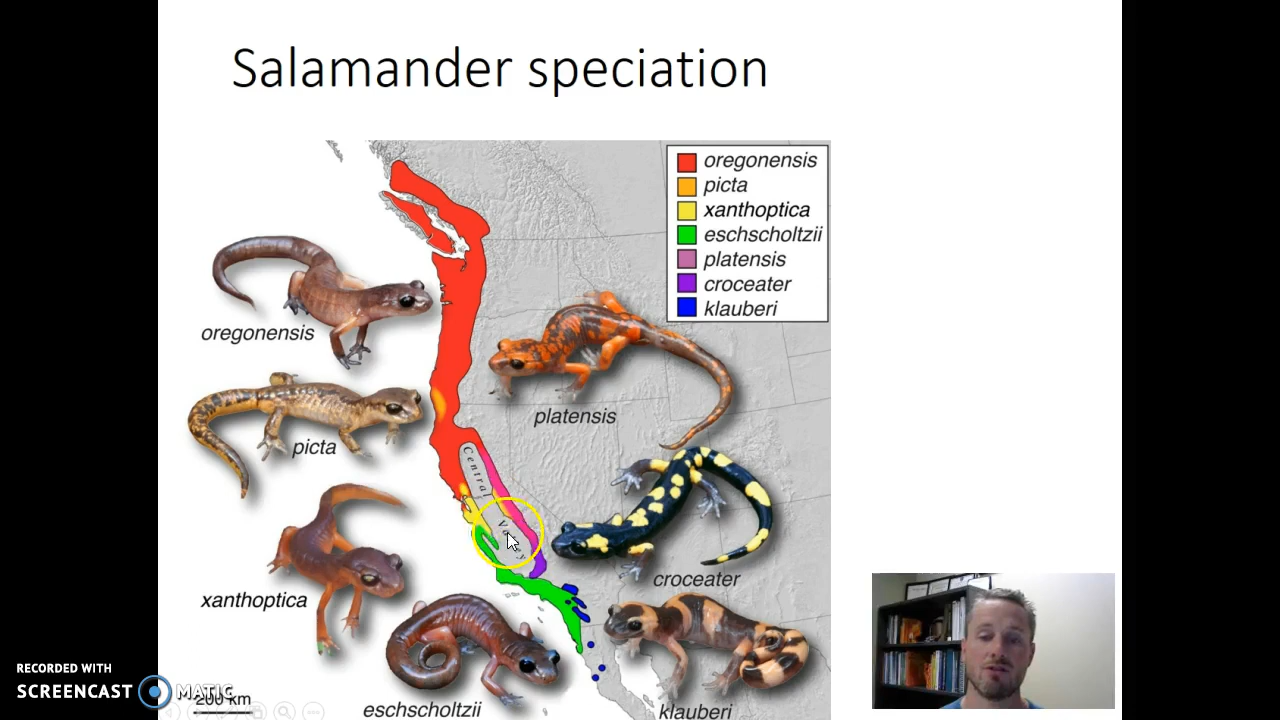 Salamander speciation
oregonensis
picta
xanthoptica
eschscholtzii
platensis
croceater
klauberi
oregonensis
platensis
picta
Central
Valley
croceater
xanthoptica
eschscholtzii
klauberi
RECORDED WITH
SCREENCAST MATIC
200 km